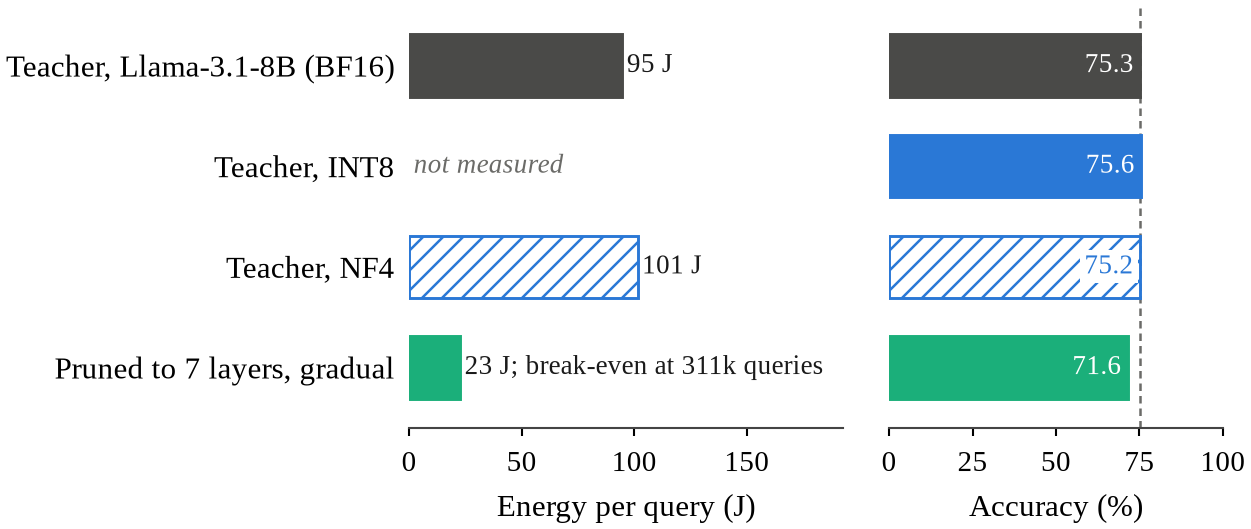 Teacher, Llama-3.1-8B (BF16)
95 J
75.3
Teacher, INT8
not measured
75.6
Teacher, NF4
101 J
75.2
Pruned to 7 layers, gradual
23 J; break-even at 311k queries
71.6
0 50 100 150
0 25 50 75 100
Energy per query (J)
Accuracy (%)